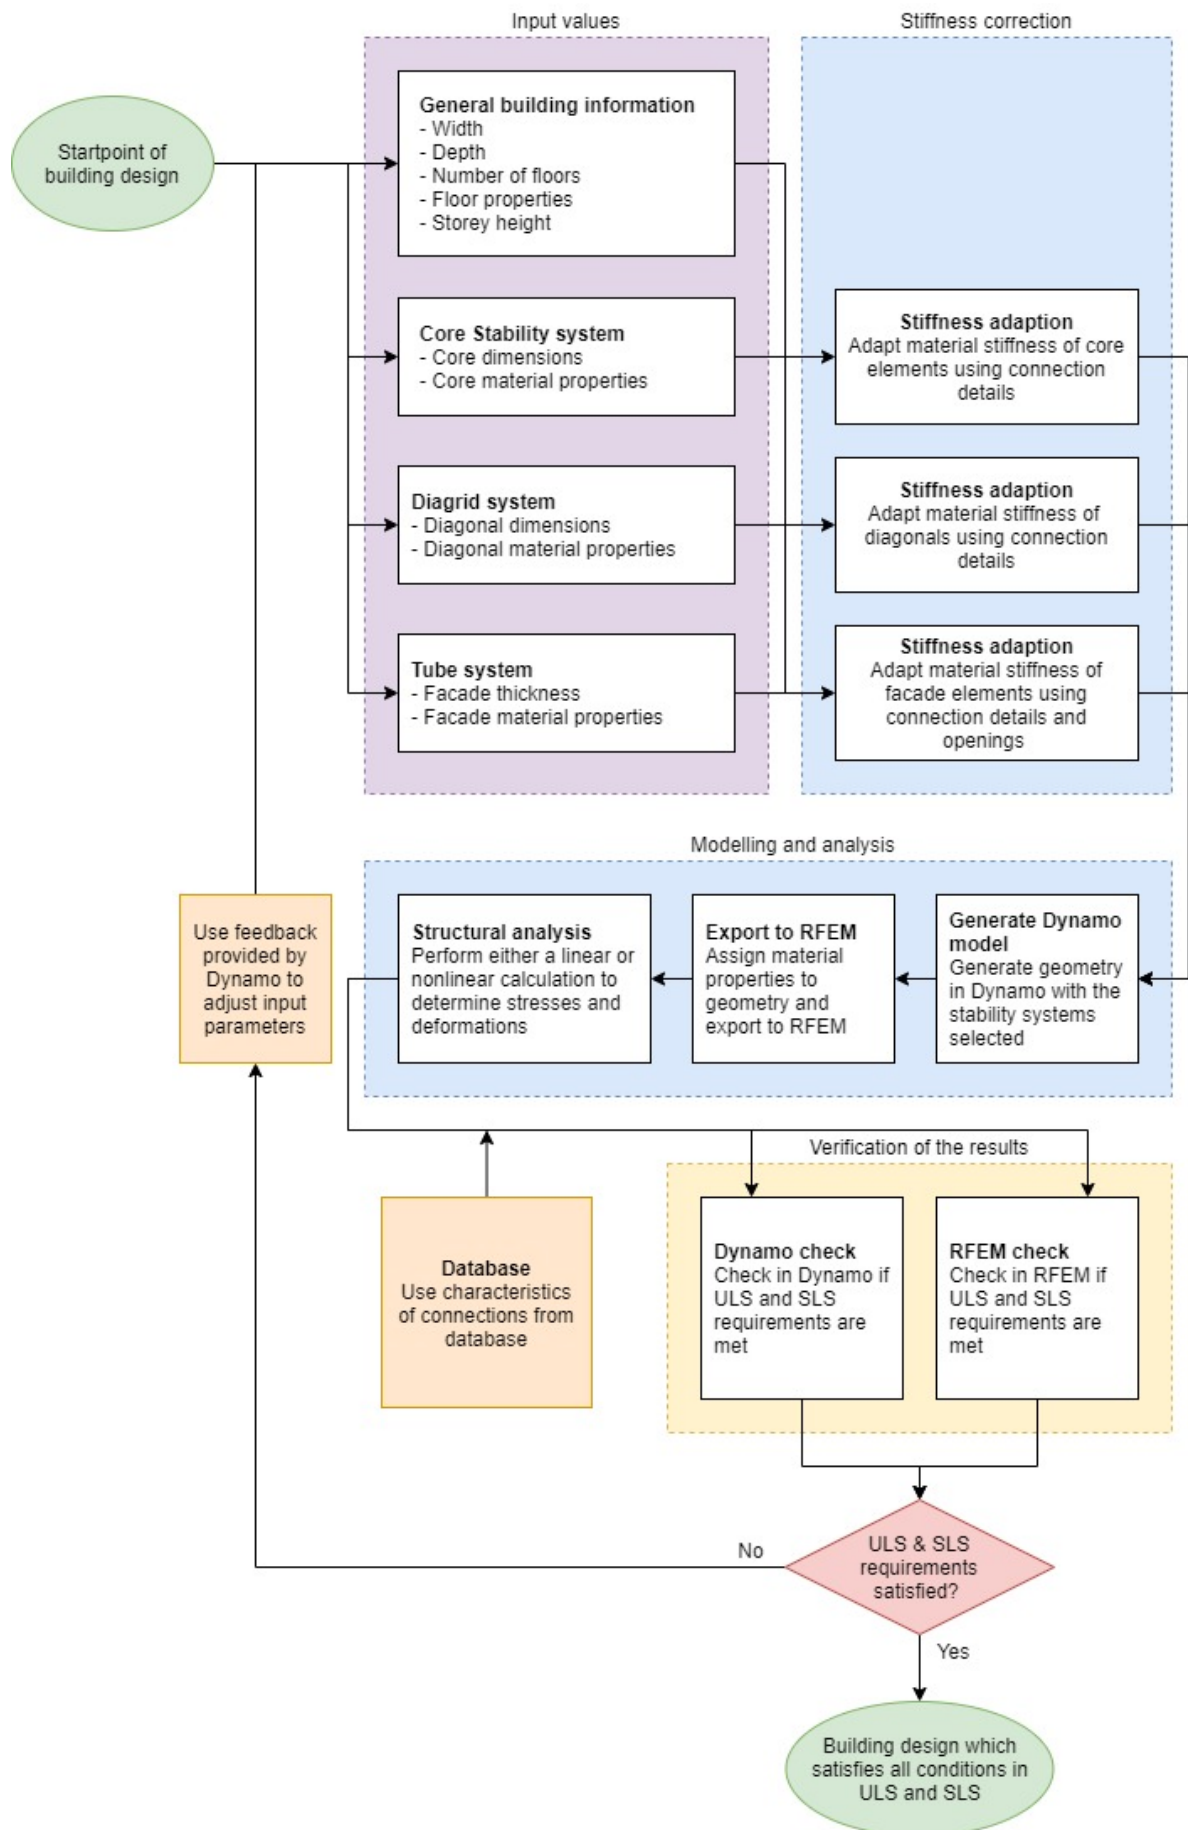 Input values
Stiffness correction
Startpoint of
building design
General building information
- Width
- Depth
- Number of floors
- Floor properties
- Storey height
Core Stability system
- Core dimensions
- Core material properties
Stiffness adaption
Adapt material stiffness of core
elements using connection
details
Diagrid system
- Diagonal dimensions
- Diagonal material properties
Stiffness adaption
Adapt material stiffness of
diagonals using connection
details
Tube system
- Facade thickness
- Facade material properties
Stiffness adaption
Adapt material stiffness of
facade elements using
connection details and
openings
Modelling and analysis
Use feedback
provided by
Dynamo to
adjust input
parameters
Structural analysis
Perform either a linear or
nonlinear calculation to
determine stresses and
deformations
Export to RFEM
Assign material
properties to
geometry and
export to RFEM
Generate Dynamo
model
Generate geometry
in Dynamo with the
stability systems
selected
Verification of the results
Database
Use characteristics
of connections from
database
Dynamo check
Check in Dynamo if
ULS and SLS
requirements are
met
RFEM check
Check in RFEM if
ULS and SLS
requirements are
met
No
ULS & SLS
requirements
satisfied?
Yes
Building design which
satisfies all conditions in
ULS and SLS